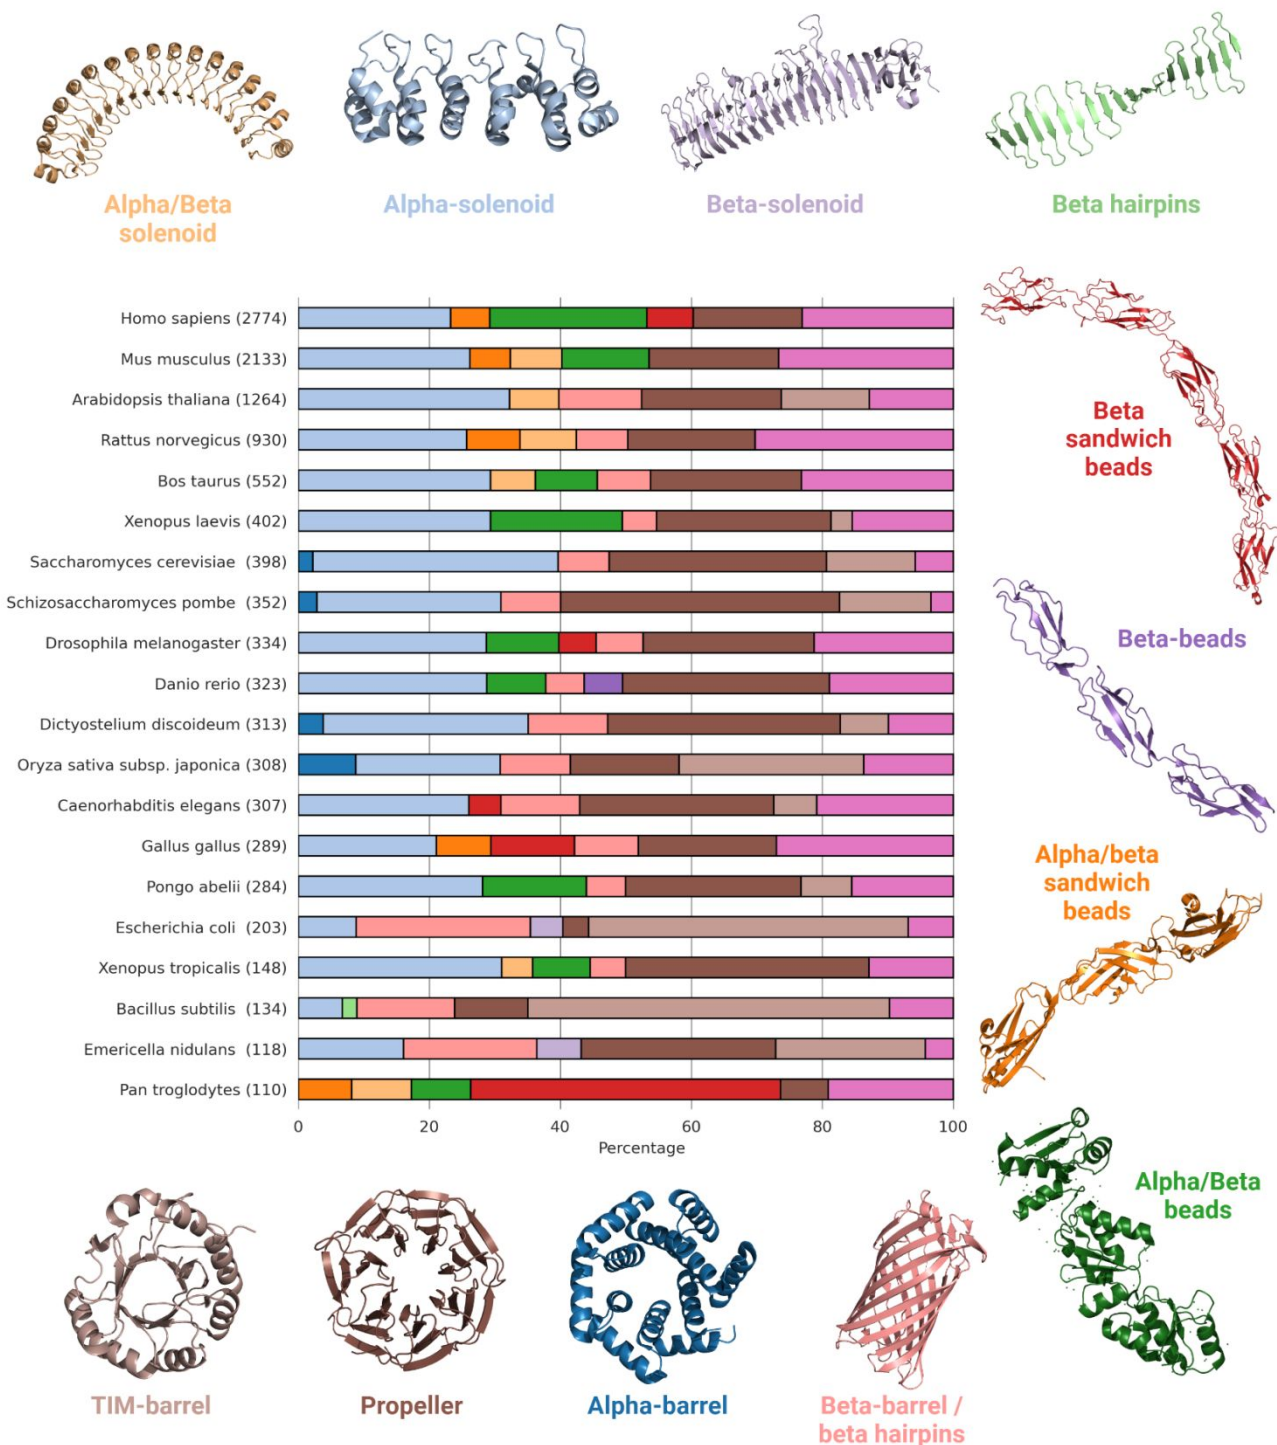 Alpha/Beta
solenoid
Alpha-solenoid
Beta-solenoid
Beta hairpins
Homo sapiens (2774)
Mus musculus (2133)
Arabidopsis thaliana (1264)
Rattus norvegicus (930)
Bos taurus (552)
Xenopus laevis (402)
Saccharomyces cerevisiae (398)
Schizosaccharomyces pombe (352)
Drosophila melanogaster (334)
Danio rerio (323)
Dictyostelium discoideum (313)
Oryza sativa subsp. japonica (308)
Caenorhabditis elegans (307)
Gallus gallus (289)
Pongo abelii (284)
Escherichia coli (203)
Xenopus tropicalis (148)
Bacillus subtilis (134)
Emericella nidulans (118)
Pan troglodytes (110)
0 20 40 60 80 100
Percentage
Beta
sandwich
beads
Beta-beads
Alpha/beta
sandwich
beads
Alpha/Beta
beads
TIM-barrel
Propeller
Alpha-barrel
Beta-barrel /
beta hairpins